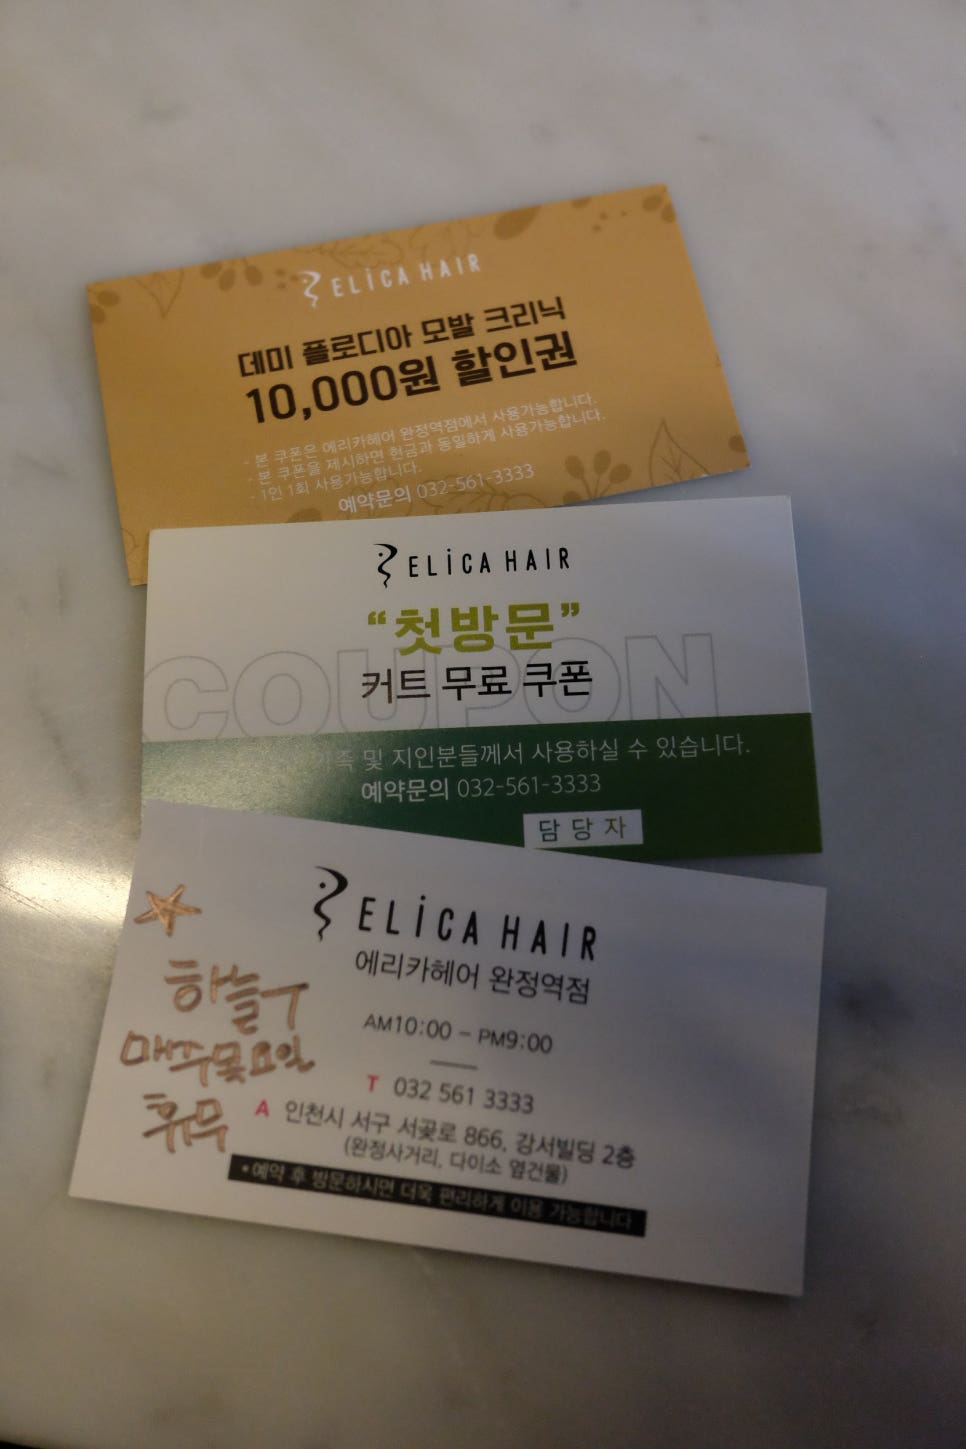 ELiCA HAIR
데미 플로디아 모발 크리닉
10,000원 할인권
- 본 쿠폰은 에리카헤어 완정역점에서 사용가능합니다.
- 본 쿠폰을 제시하면 현금과 동일하게 사용가능합니다.
- 1인 1회 사용가능합니다.
예약문의 032-561-3333
ELiCA HAIR
“첫방문”
COUPON
커트 무료 쿠폰
가족 및 지인분들께서 사용하실 수 있습니다.
예약문의 032-561-3333
담당자
ELiCA HAIR
에리카헤어 완정역점
AM10:00 - PM9:00
T 032 561 3333
A 인천시 서구 서곶로 866, 강서빌딩 2층
(완정사거리, 다이소 옆건물)
*예약 후 방문하시면 더욱 편리하게 이용 가능합니다
매주 목요일
휴무